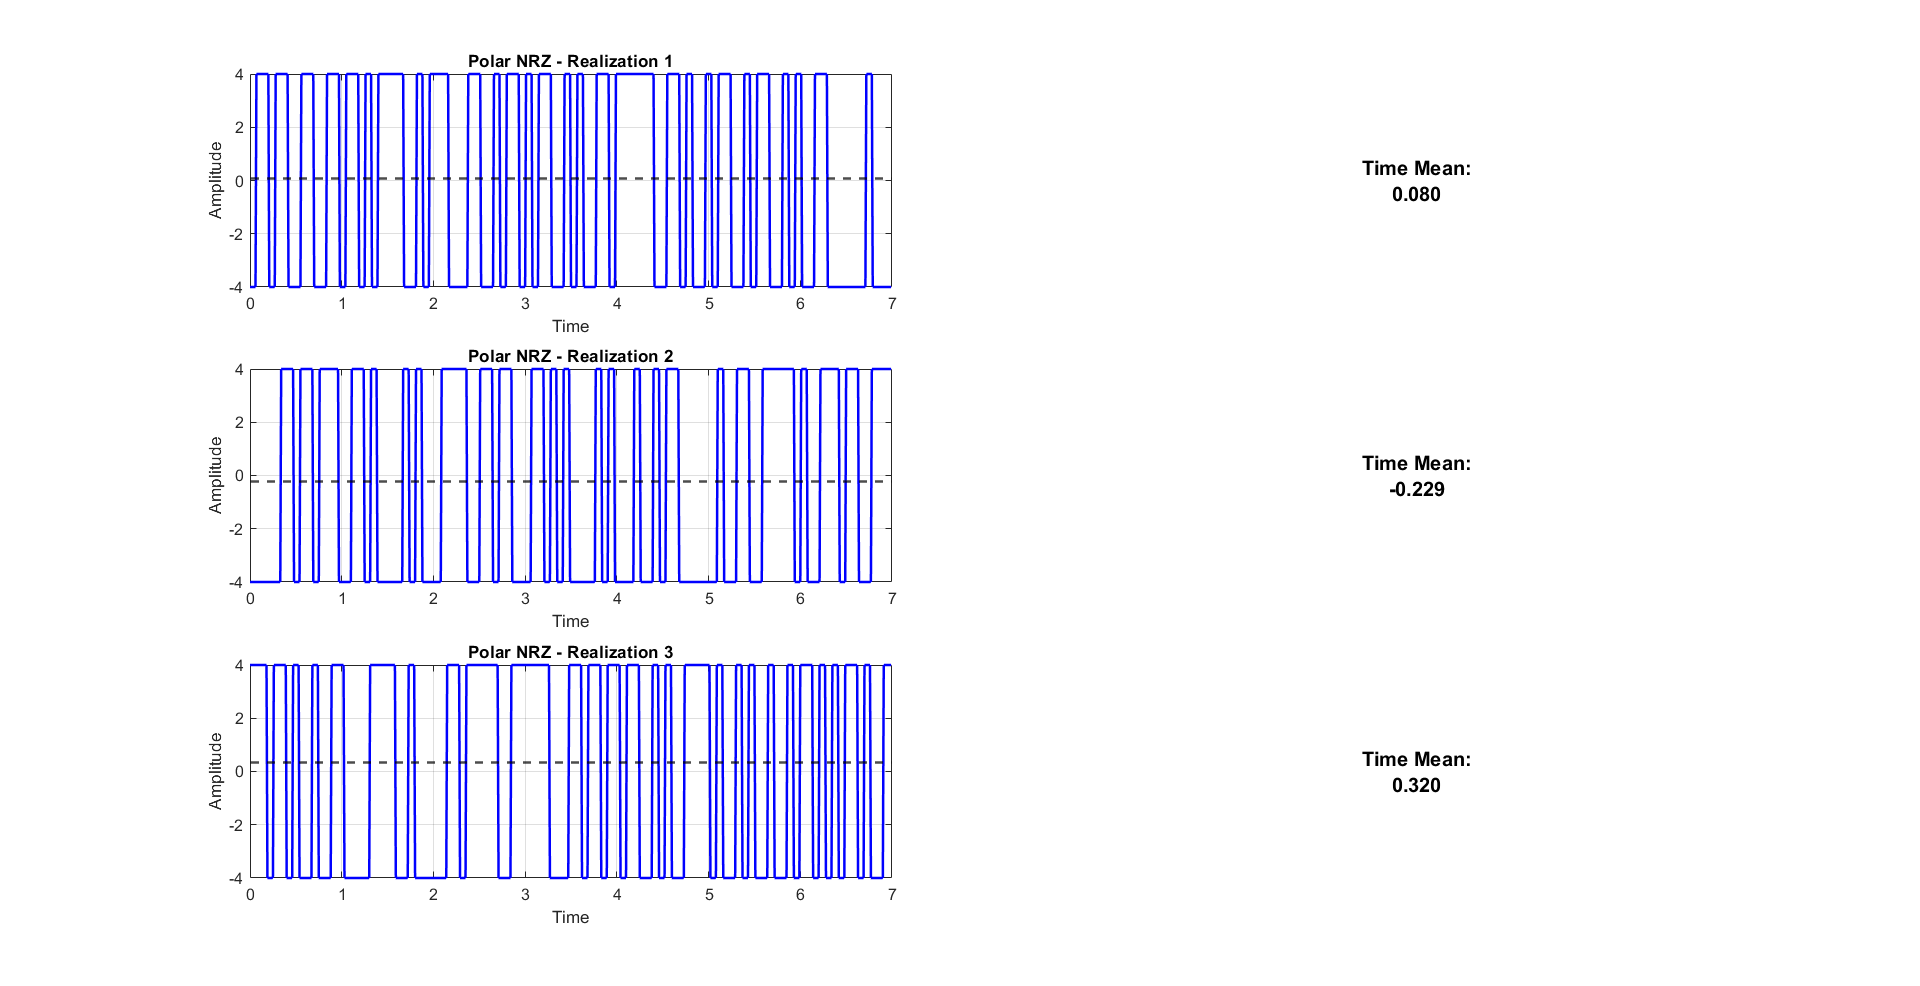 Polar NRZ - Realization 1
4
2
0
-2
-4
Amplitude
0 1 2 3 4 5 6 7
Time
Time Mean:
0.080
Polar NRZ - Realization 2
4
2
0
-2
-4
Amplitude
0 1 2 3 4 5 6 7
Time
Time Mean:
-0.229
Polar NRZ - Realization 3
4
2
0
-2
-4
Amplitude
0 1 2 3 4 5 6 7
Time
Time Mean:
0.320